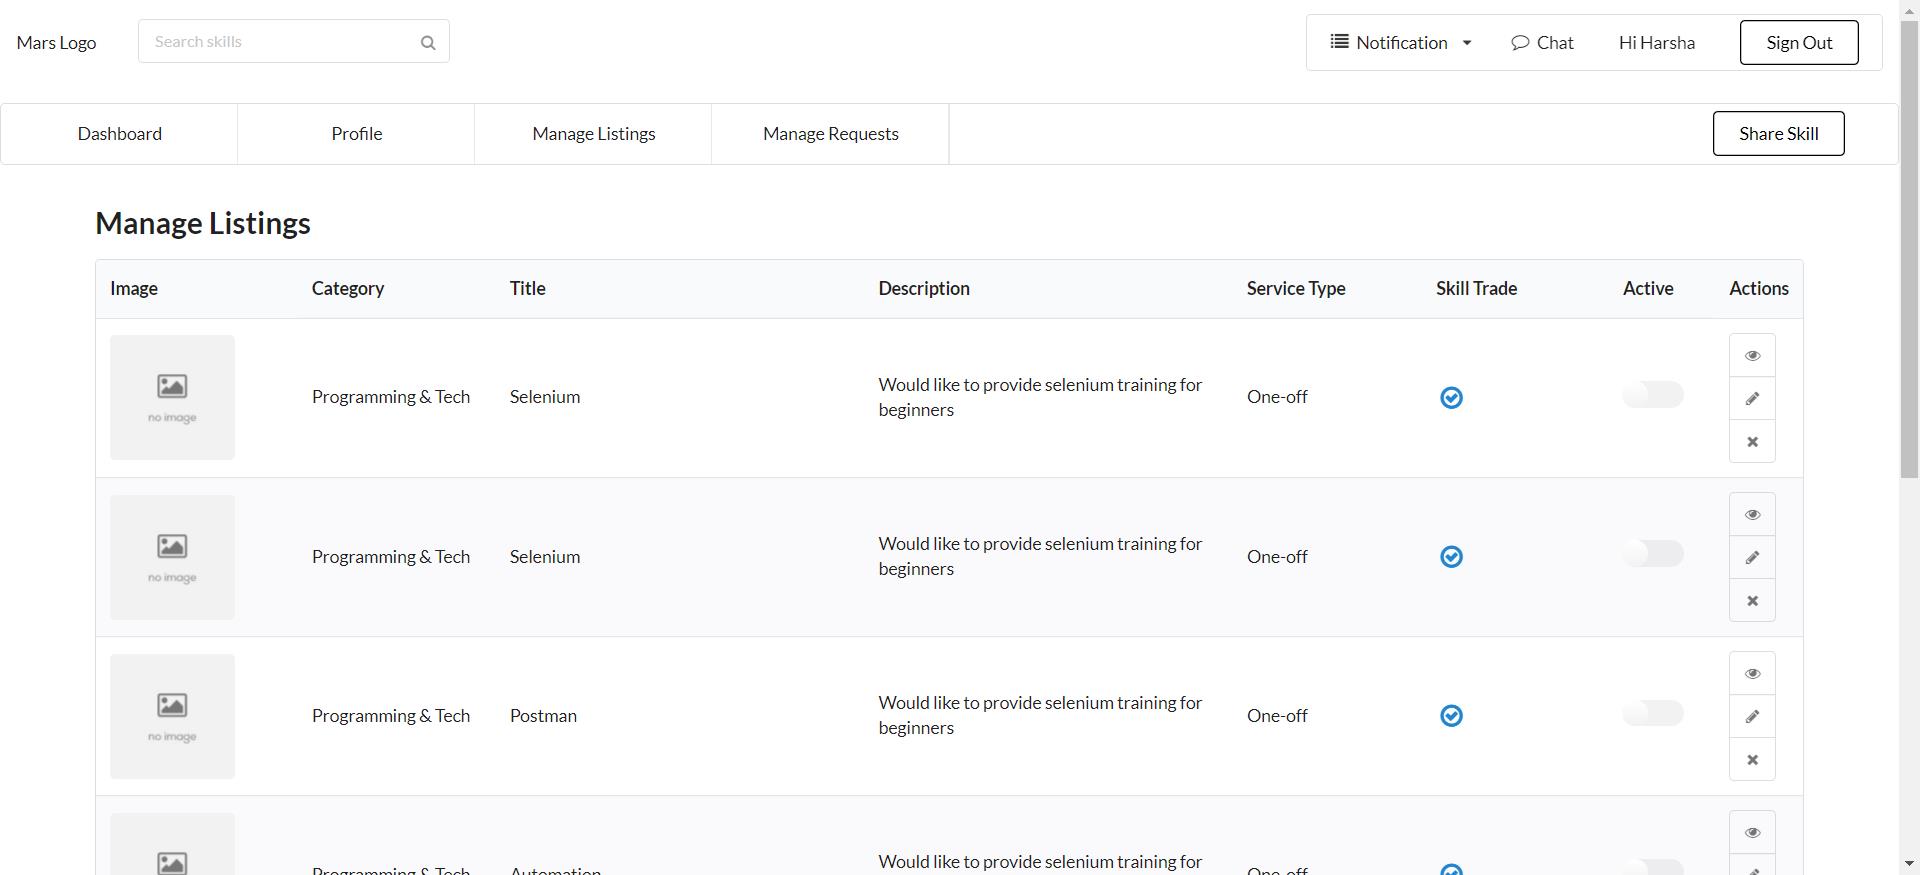 Mars Logo
Search skills
Notification
Chat
Hi Harsha
Sign Out
Dashboard
Profile
Manage Listings
Manage Requests
Share Skill
Manage Listings
Image
Category
Title
Description
Service Type
Skill Trade
Active
Actions
no image
Programming & Tech
Selenium
Would like to provide selenium training for
beginners
One-off
no image
Programming & Tech
Selenium
Would like to provide selenium training for
beginners
One-off
no image
Programming & Tech
Postman
Would like to provide selenium training for
beginners
One-off
Programming & Tech
Automation
Would like to provide selenium training for
One-off